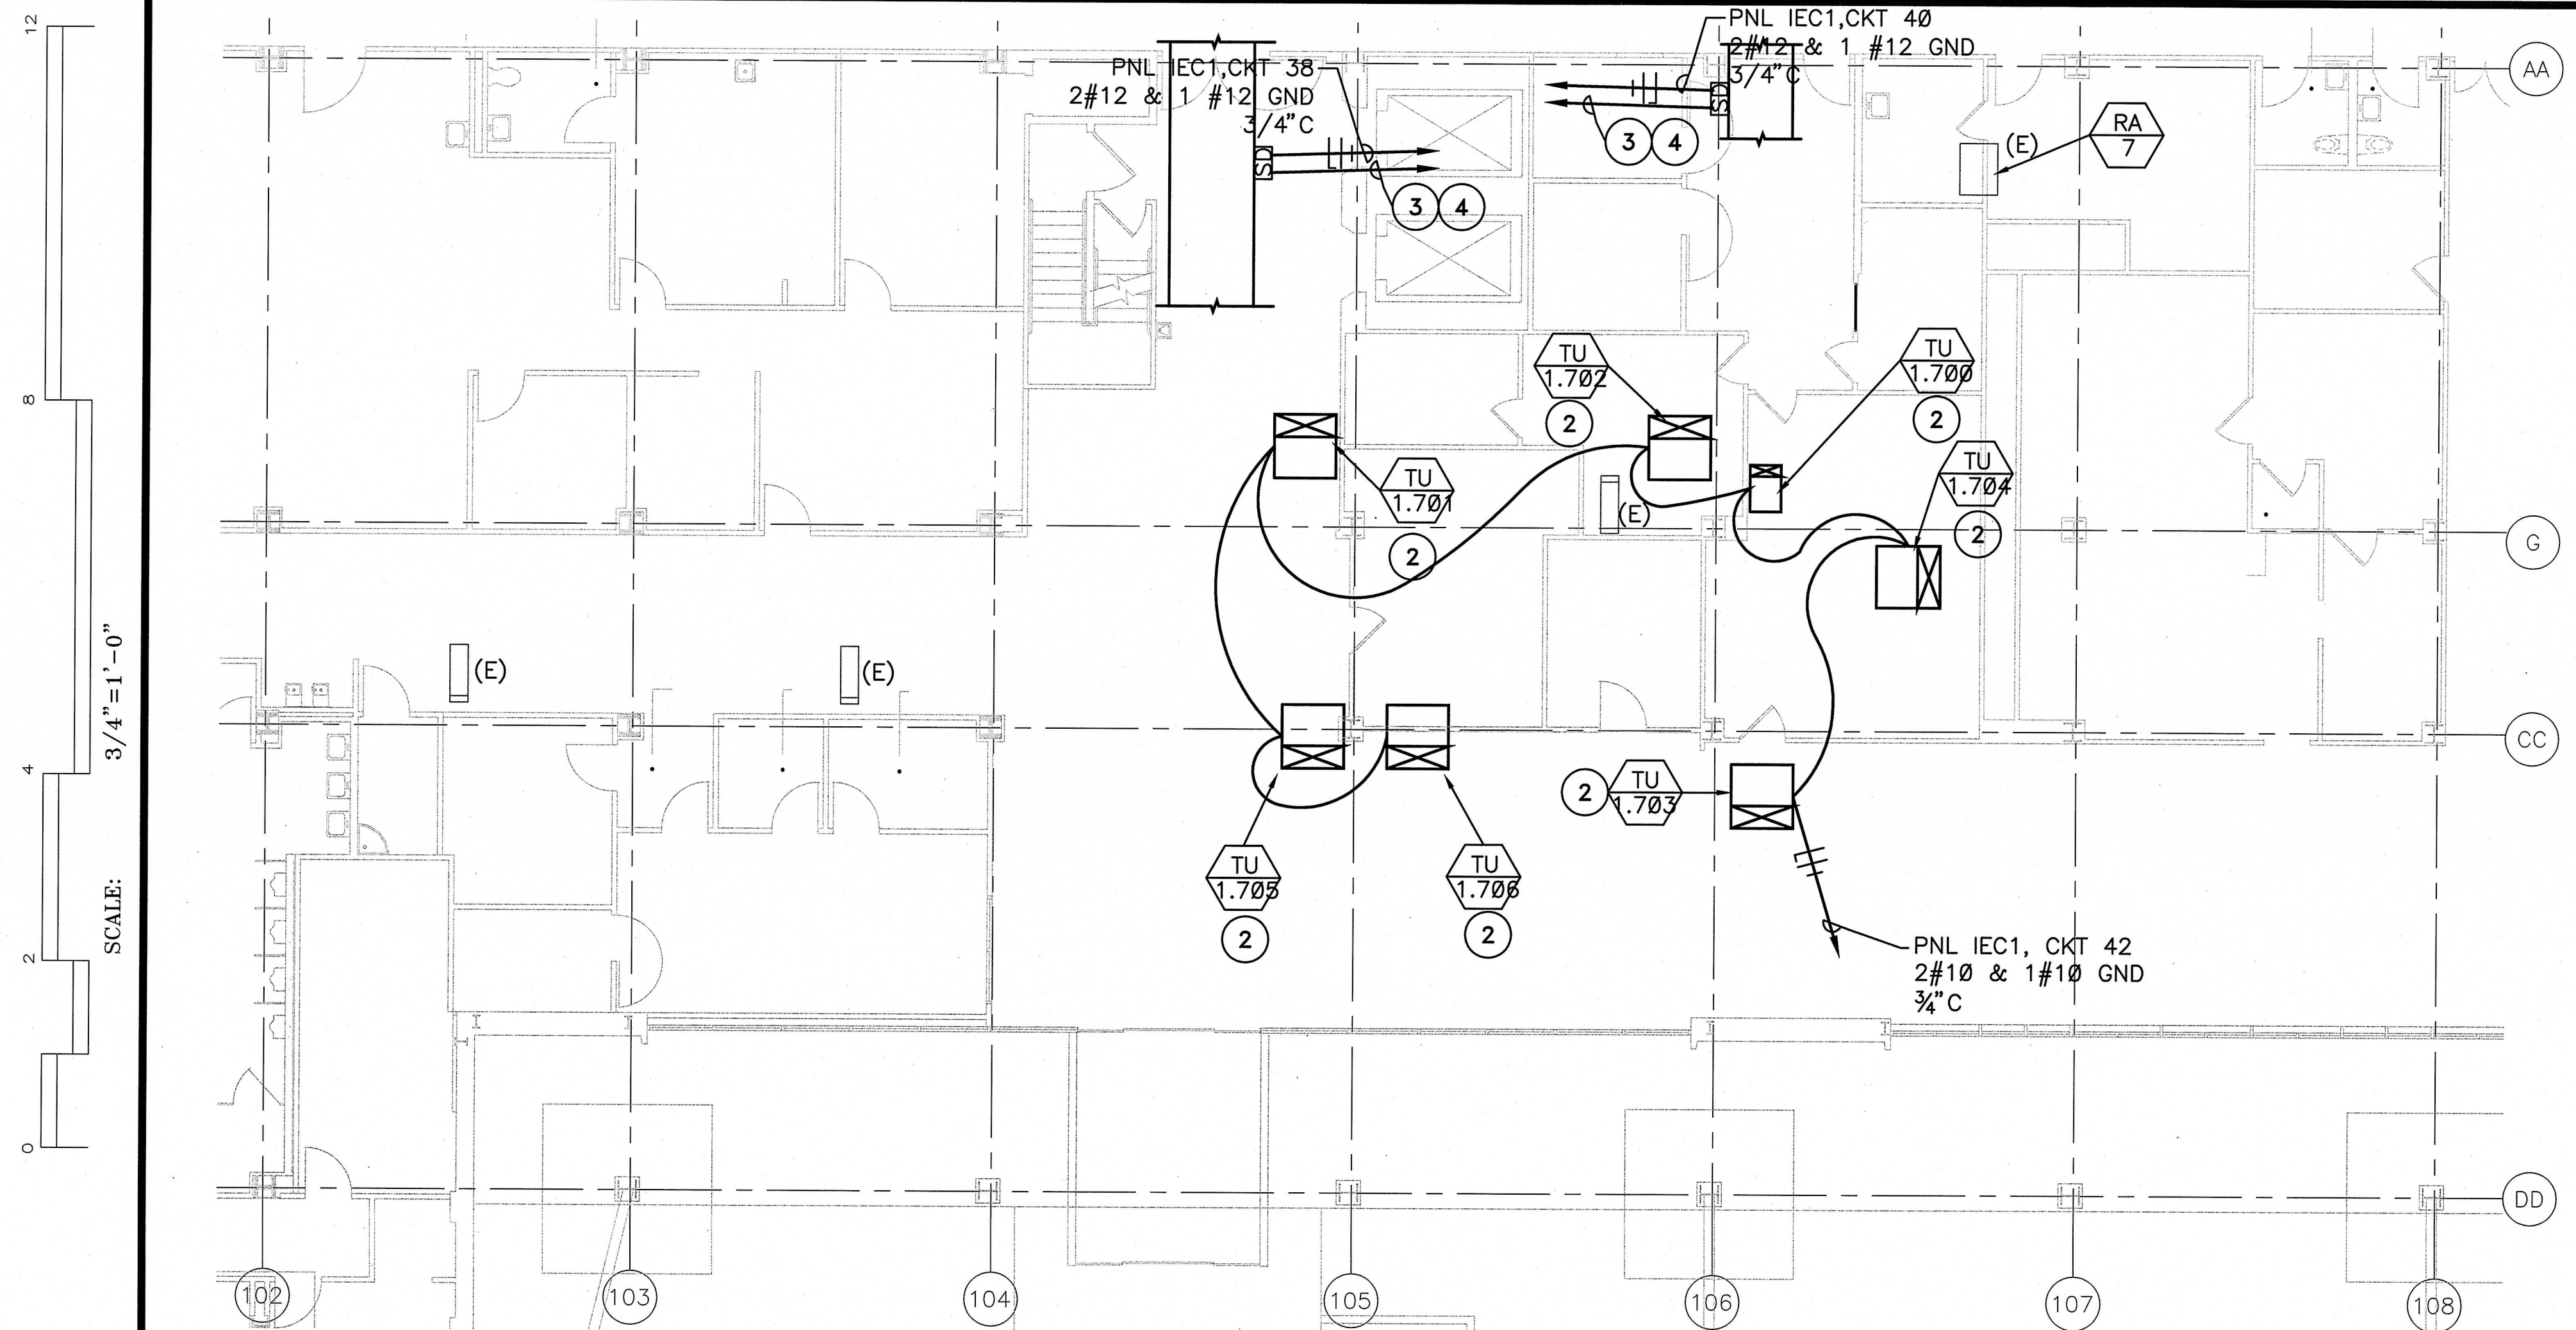 12
8
4
2
0
SCALE: 3/4"=1'-0"
PNL IEC1,CKT 38
2#12 & 1 #12 GND
3/4"C
SD
3 4
PNL IEC1,CKT 40
2#12 & 1 #12 GND
3/4"C
SD
3 4
RA
7
(E)
AA
TU
1.702
2
TU
1.700
2
TU
1.701
2
TU
1.704
2
(E)
G
(E)
(E)
CC
2
TU
1.703
TU
1.705
2
TU
1.706
2
PNL IEC1, CKT 42
2#10 & 1#10 GND
3/4"C
DD
102
103
104
105
106
107
108